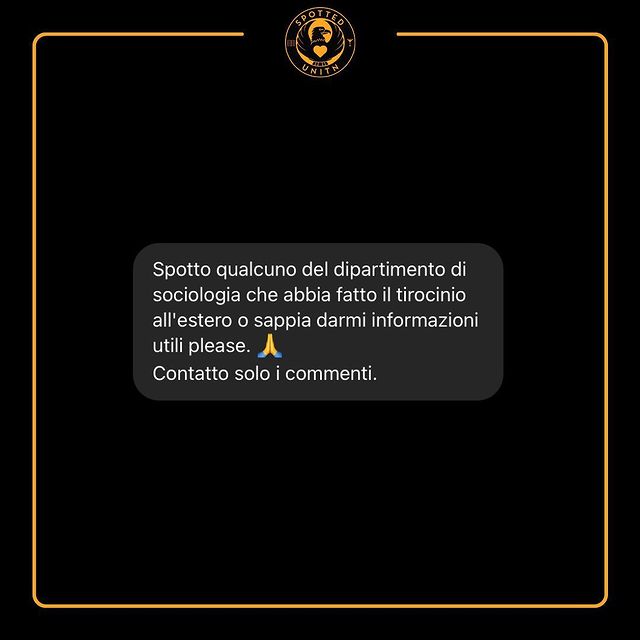 SPOTTED
UNITN
Spotto qualcuno del dipartimento di
sociologia che abbia fatto il tirocinio
all'estero o sappia darmi informazioni
utili please. 🙏
Contatto solo i commenti.